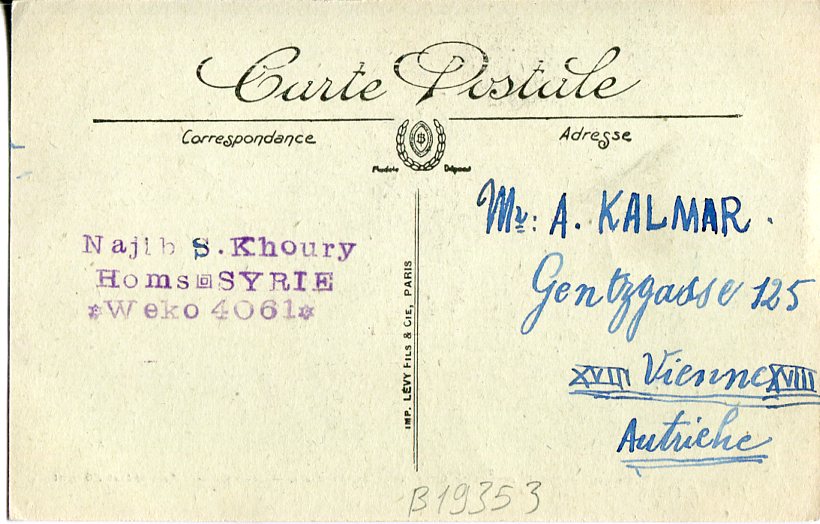 Carte Postale
Correspondance
Adresse
Modèle Déposé
Najib S. Khoury
Homs SYRIE
*Weko 4061*
IMP. LÉVY FILS & CIE, PARIS
Mr: A. KALMAR.
Gentzgasse 125
XVIII Vienne XVIII
Autriche
B19353